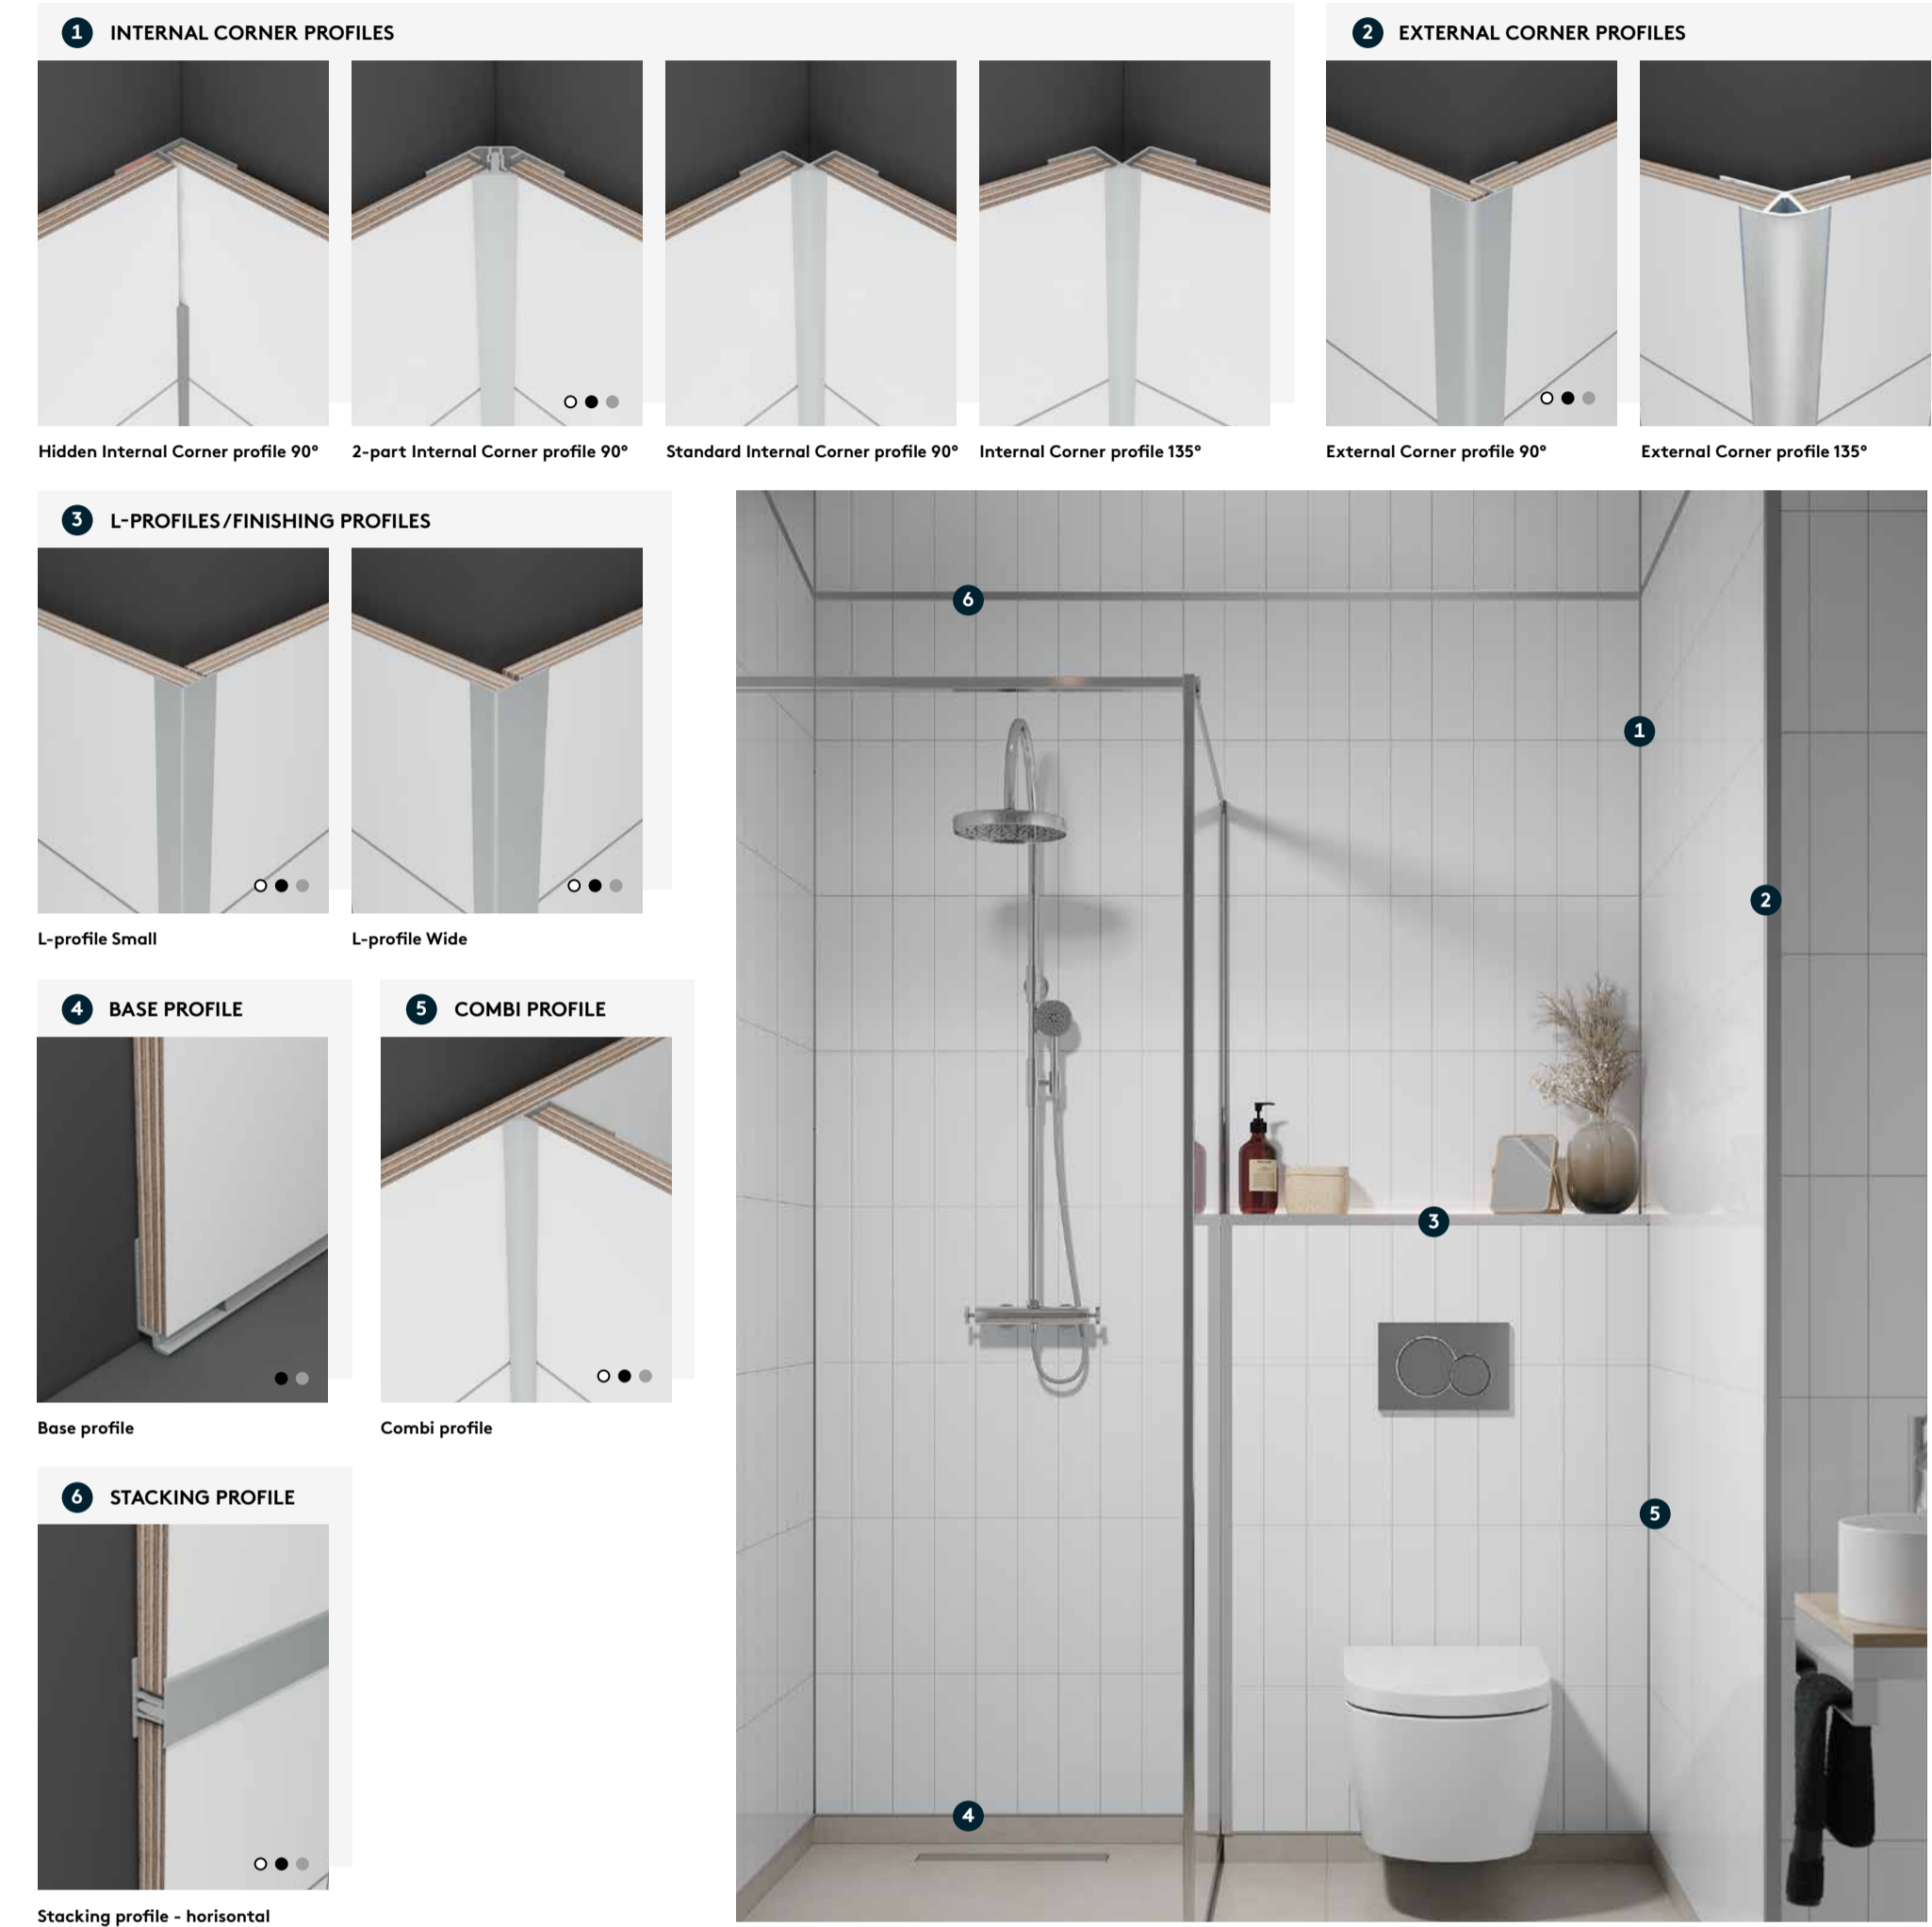 1 INTERNAL CORNER PROFILES
2 EXTERNAL CORNER PROFILES
Hidden Internal Corner profile 90°
2-part Internal Corner profile 90°
Standard Internal Corner profile 90°
Internal Corner profile 135°
External Corner profile 90°
External Corner profile 135°
3 L-PROFILES/FINISHING PROFILES
L-profile Small
L-profile Wide
4 BASE PROFILE
5 COMBI PROFILE
Base profile
Combi profile
6 STACKING PROFILE
Stacking profile - horisontal
6
1
2
3
5
4